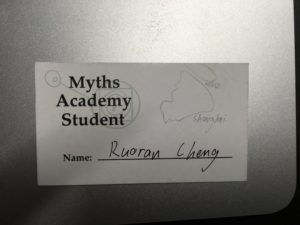 Myths
Academy
Student
Shanghai
Name: Ruoran Cheng